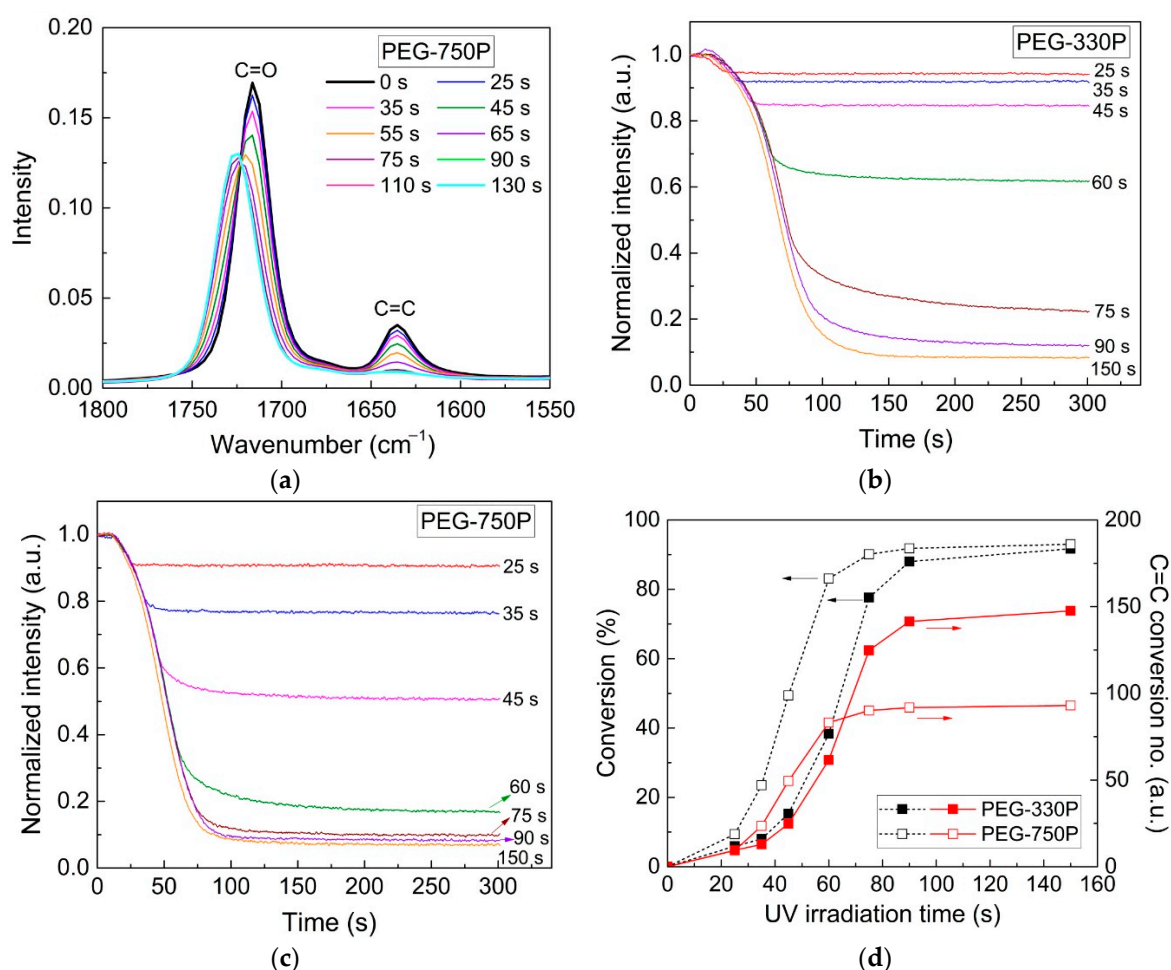 PEG-750P
C=O
0 s 25 s
35 s 45 s
55 s 65 s
75 s 90 s
110 s 130 s
C=C
Intensity
0.20
0.15
0.10
0.05
0.00
1800 1750 1700 1650 1600 1550
Wavenumber (cm⁻¹)
(a)
PEG-330P
25 s
35 s
45 s
60 s
75 s
90 s
150 s
Normalized intensity (a.u.)
1.0
0.8
0.6
0.4
0.2
0.0
0 50 100 150 200 250 300
Time (s)
(b)
PEG-750P
25 s
35 s
45 s
60 s
75 s
90 s
150 s
Normalized intensity (a.u.)
1.0
0.8
0.6
0.4
0.2
0.0
0 50 100 150 200 250 300
Time (s)
(c)
Conversion (%)
100
80
60
40
20
0
C=C conversion no. (a.u.)
200
150
100
50
0
PEG-330P
PEG-750P
0 20 40 60 80 100 120 140 160
UV irradiation time (s)
(d)